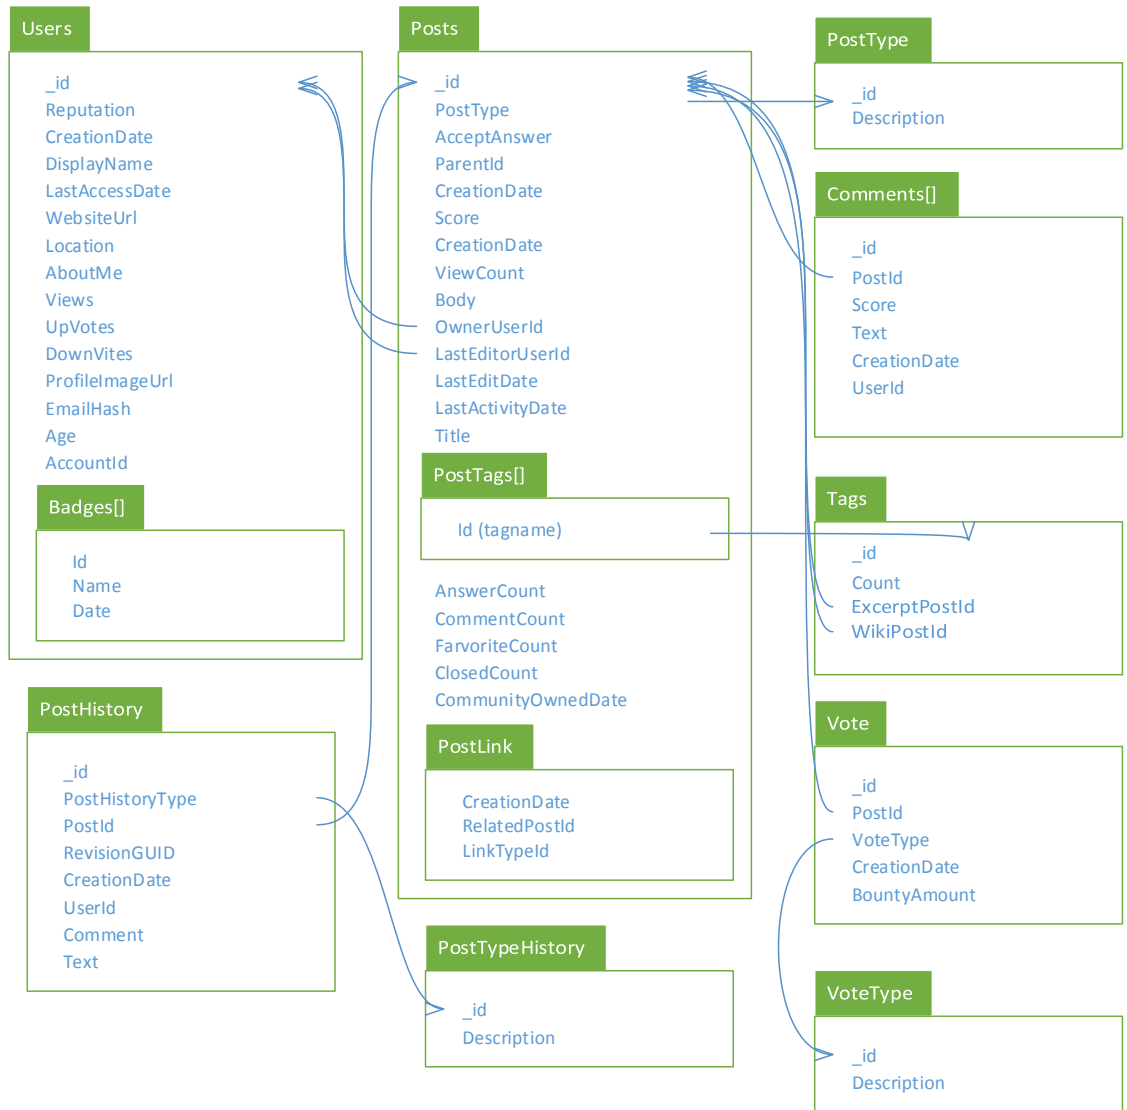 Users
_id
Reputation
CreationDate
DisplayName
LastAccessDate
WebsiteUrl
Location
AboutMe
Views
UpVotes
DownVites
ProfileImageUrl
EmailHash
Age
AccountId
Badges[]
Id
Name
Date
PostHistory
_id
PostHistoryType
PostId
RevisionGUID
CreationDate
UserId
Comment
Text
Posts
_id
PostType
AcceptAnswer
ParentId
CreationDate
Score
CreationDate
ViewCount
Body
OwnerUserId
LastEditorUserId
LastEditDate
LastActivityDate
Title
PostTags[]
Id (tagname)
AnswerCount
CommentCount
FarvoriteCount
ClosedCount
CommunityOwnedDate
PostLink
CreationDate
RelatedPostId
LinkTypeId
PostTypeHistory
_id
Description
PostType
_id
Description
Comments[]
_id
PostId
Score
Text
CreationDate
UserId
Tags
_id
Count
ExcerptPostId
WikiPostId
Vote
_id
PostId
VoteType
CreationDate
BountyAmount
VoteType
_id
Description